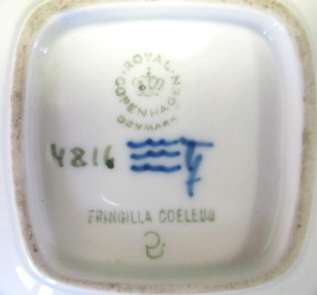 ROYAL
COPENHAGEN
DENMARK
4816
FRINGILLA COELEBS